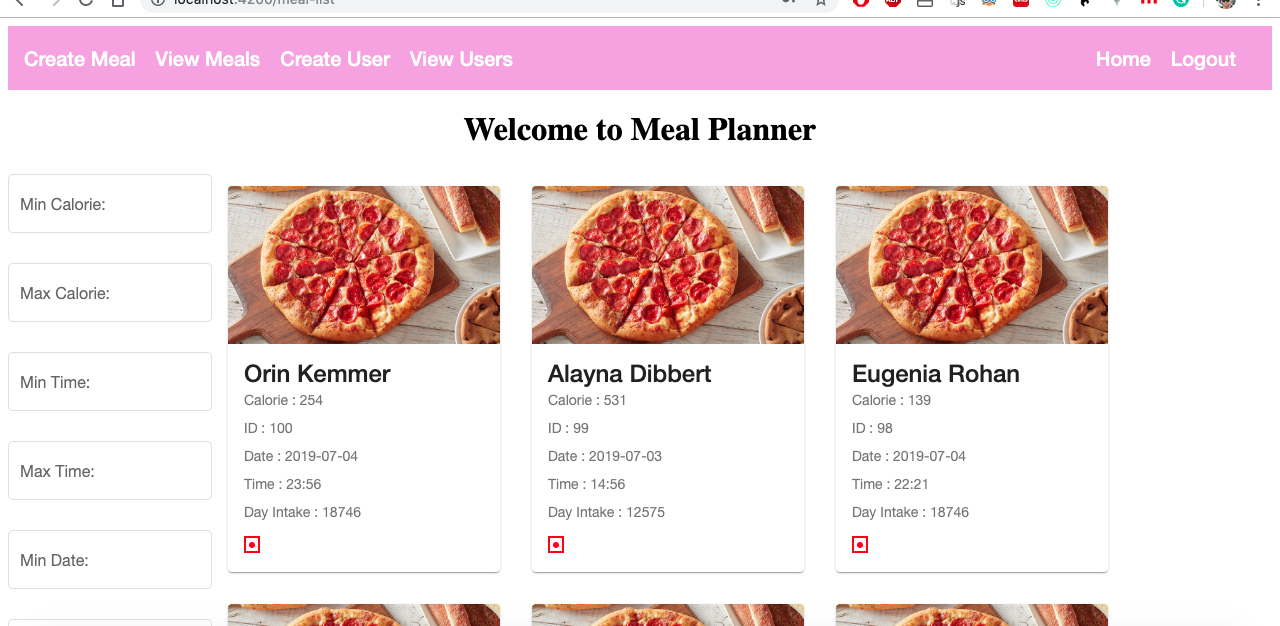 localhost:4200/meal-list
Create Meal View Meals Create User View Users Home Logout
Welcome to Meal Planner
Min Calorie:
Max Calorie:
Min Time:
Max Time:
Min Date:
Orin Kemmer
Calorie : 254
ID : 100
Date : 2019-07-04
Time : 23:56
Day Intake : 18746
Alayna Dibbert
Calorie : 531
ID : 99
Date : 2019-07-03
Time : 14:56
Day Intake : 12575
Eugenia Rohan
Calorie : 139
ID : 98
Date : 2019-07-04
Time : 22:21
Day Intake : 18746